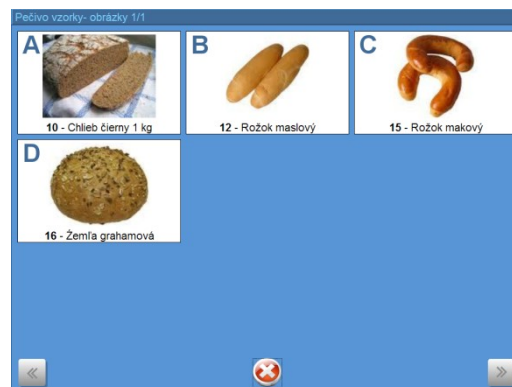 Pečivo vzorky- obrázky 1/1
A
10 - Chlieb čierny 1 kg
B
12 - Rožok maslový
C
15 - Rožok makový
D
16 - Žemľa grahamová